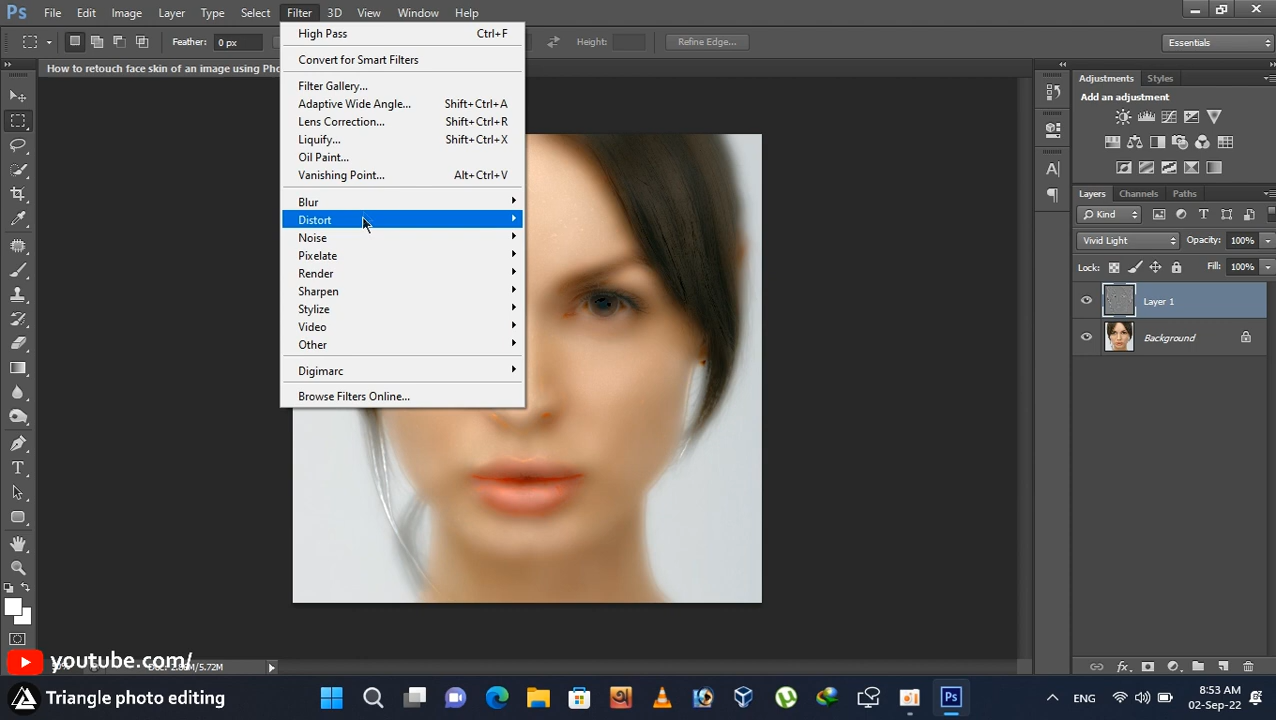 Ps File Edit Image Layer Type Select Filter 3D View Window Help
Feather: 0 px Height: Refine Edge... Essentials
How to retouch face skin of an image using Pho
High Pass Ctrl+F
Convert for Smart Filters
Filter Gallery...
Adaptive Wide Angle... Shift+Ctrl+A
Lens Correction... Shift+Ctrl+R
Liquify... Shift+Ctrl+X
Oil Paint...
Vanishing Point... Alt+Ctrl+V
Blur
Distort
Noise
Pixelate
Render
Sharpen
Stylize
Video
Other
Digimarc
Browse Filters Online...
Adjustments Styles
Add an adjustment
Layers Channels Paths
Kind
Vivid Light Opacity: 100%
Lock: Fill: 100%
Layer 1
Background
youtube.com/
Triangle photo editing
Ps
ENG 8:53 AM
02-Sep-22